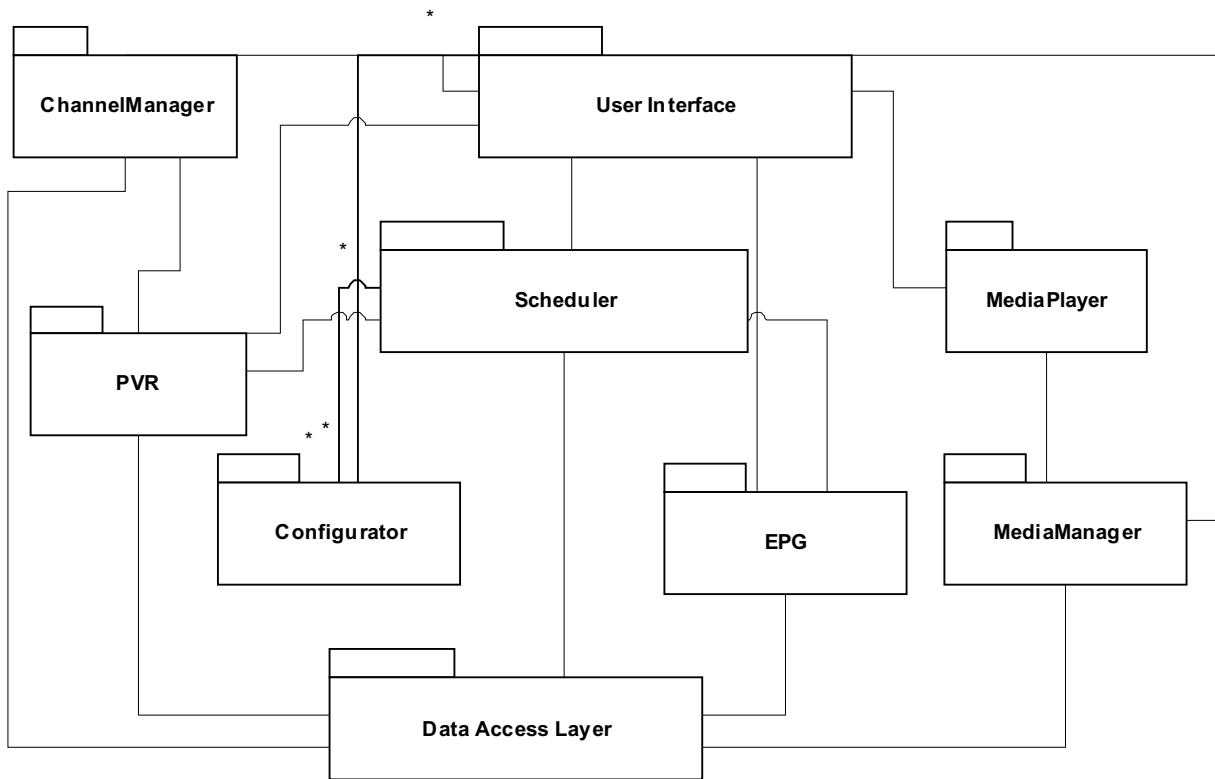 *
ChannelManager
User Interface
*
Scheduler
MediaPlayer
PVR
*
*
Configurator
EPG
MediaManager
Data Access Layer